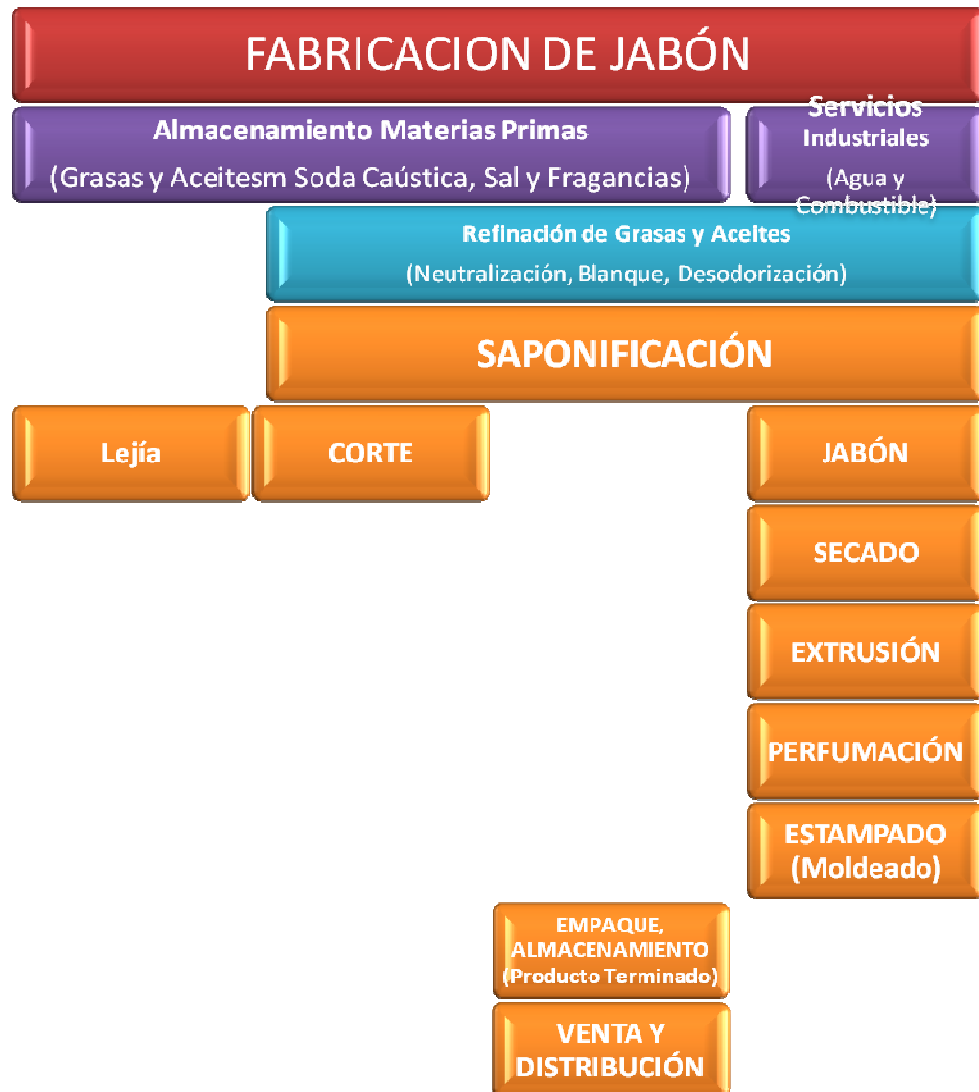 FABRICACION DE JABÓN
Almacenamiento Materias Primas
(Grasas y Aceitesm Soda Caústica, Sal y Fragancias)
Servicios
Industriales
(Agua y
Combustible)
Refinación de Grasas y Aceites
(Neutralización, Blanque, Desodorización)
SAPONIFICACIÓN
Lejía
CORTE
JABÓN
SECADO
EXTRUSIÓN
PERFUMACIÓN
ESTAMPADO
(Moldeado)
EMPAQUE,
ALMACENAMIENTO
(Producto Terminado)
VENTA Y
DISTRIBUCIÓN